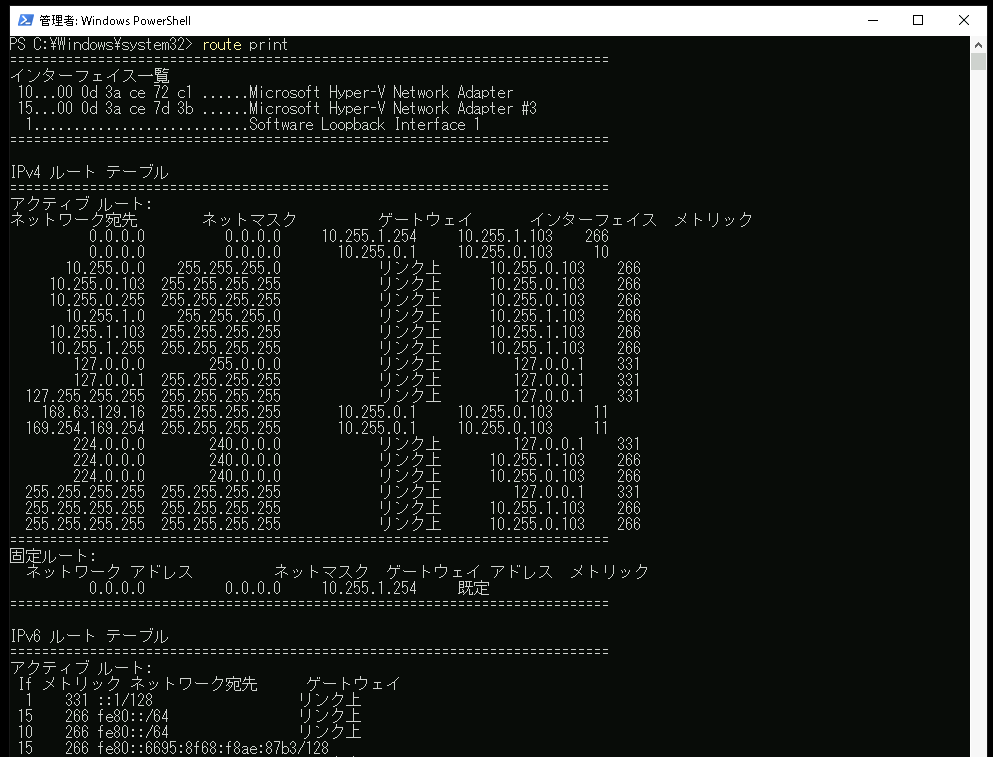 管理者: Windows PowerShell
PS C:¥Windows¥system32> route print
===========================================================================
インターフェイス一覧
 10...00 0d 3a ce 72 c1 ......Microsoft Hyper-V Network Adapter
 15...00 0d 3a ce 7d 3b ......Microsoft Hyper-V Network Adapter #3
  1...........................Software Loopback Interface 1
===========================================================================
IPv4 ルート テーブル
===========================================================================
アクティブ ルート:
ネットワーク宛先        ネットマスク          ゲートウェイ       インターフェイス  メトリック
0.0.0.0          0.0.0.0     10.255.1.254     10.255.1.103    266
0.0.0.0          0.0.0.0       10.255.0.1     10.255.0.103     10
10.255.0.0    255.255.255.0            リンク上      10.255.0.103    266
10.255.0.103  255.255.255.255            リンク上      10.255.0.103    266
10.255.0.255  255.255.255.255            リンク上      10.255.0.103    266
10.255.1.0    255.255.255.0            リンク上      10.255.1.103    266
10.255.1.103  255.255.255.255            リンク上      10.255.1.103    266
10.255.1.255  255.255.255.255            リンク上      10.255.1.103    266
127.0.0.0        255.0.0.0            リンク上         127.0.0.1    331
127.0.0.1  255.255.255.255            リンク上         127.0.0.1    331
127.255.255.255  255.255.255.255            リンク上         127.0.0.1    331
168.63.129.16  255.255.255.255       10.255.0.1     10.255.0.103     11
169.254.169.254  255.255.255.255       10.255.0.1     10.255.0.103     11
224.0.0.0        240.0.0.0            リンク上         127.0.0.1    331
224.0.0.0        240.0.0.0            リンク上      10.255.1.103    266
224.0.0.0        240.0.0.0            リンク上      10.255.0.103    266
255.255.255.255  255.255.255.255            リンク上         127.0.0.1    331
255.255.255.255  255.255.255.255            リンク上      10.255.1.103    266
255.255.255.255  255.255.255.255            リンク上      10.255.0.103    266
===========================================================================
固定ルート:
ネットワーク アドレス          ネットマスク  ゲートウェイ アドレス  メトリック
0.0.0.0          0.0.0.0     10.255.1.254     既定
===========================================================================
IPv6 ルート テーブル
===========================================================================
アクティブ ルート:
If メトリック ネットワーク宛先      ゲートウェイ
1    331 ::1/128                  リンク上
15    266 fe80::/64                リンク上
10    266 fe80::/64                リンク上
15    266 fe80::6695:8f68:f8ae:87b3/128